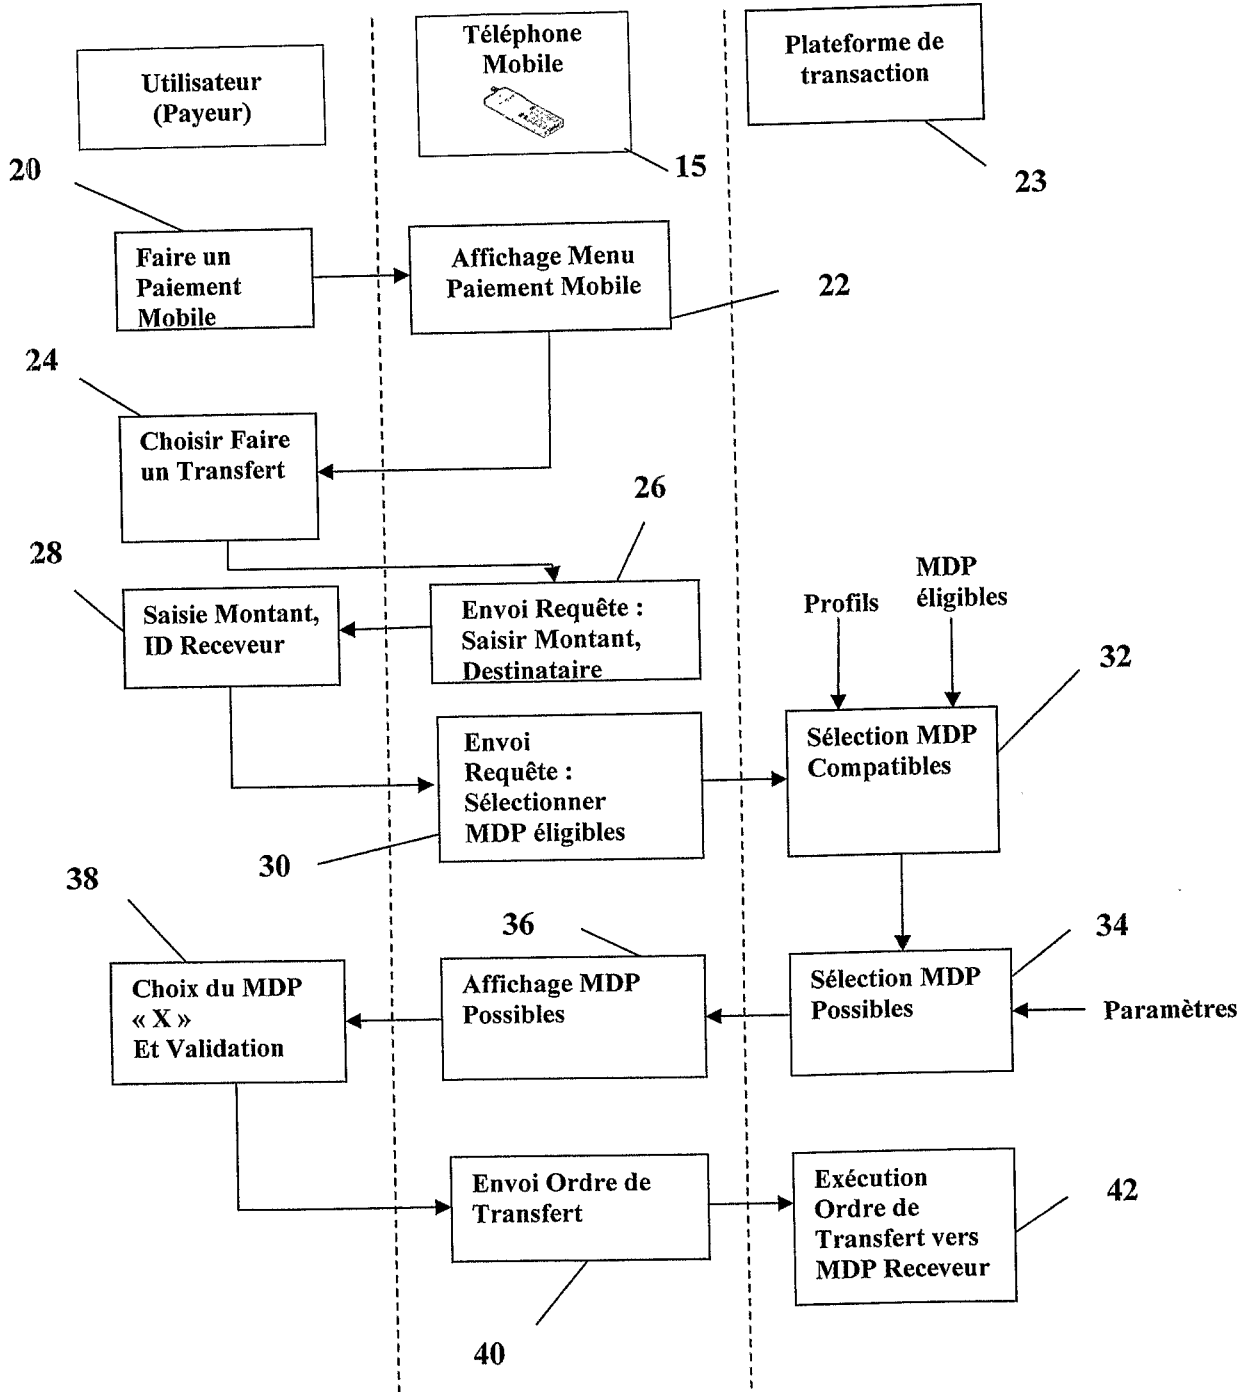 Utilisateur
(Payeur)
Téléphone
Mobile
Plateforme de
transaction
20
15
23
Faire un
Paiement
Mobile
Affichage Menu
Paiement Mobile
22
24
Choisir Faire
un Transfert
26
28
Saisie Montant,
ID Receveur
Envoi Requête :
Saisir Montant,
Destinataire
Profils
MDP
éligibles
32
Envoi
Requête :
Sélectionner
MDP éligibles
Sélection MDP
Compatibles
30
38
36
34
Choix du MDP
« X »
Et Validation
Affichage MDP
Possibles
Sélection MDP
Possibles
Paramètres
Envoi Ordre de
Transfert
Exécution
Ordre de
Transfert vers
MDP Receveur
42
40